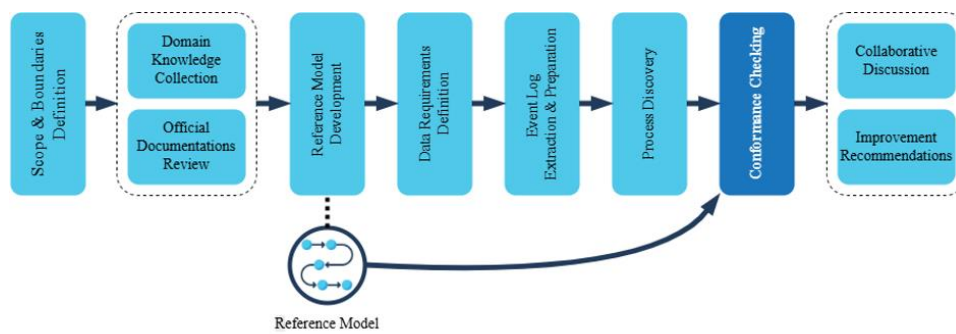 Scope & Boundaries
Definition
Domain
Knowledge
Collection
Official
Documentations
Review
Reference Model
Development
Data Requirements
Definition
Event Log
Extraction & Preparation
Process Discovery
Conformance Checking
Collaborative
Discussion
Improvement
Recommendations
Reference Model